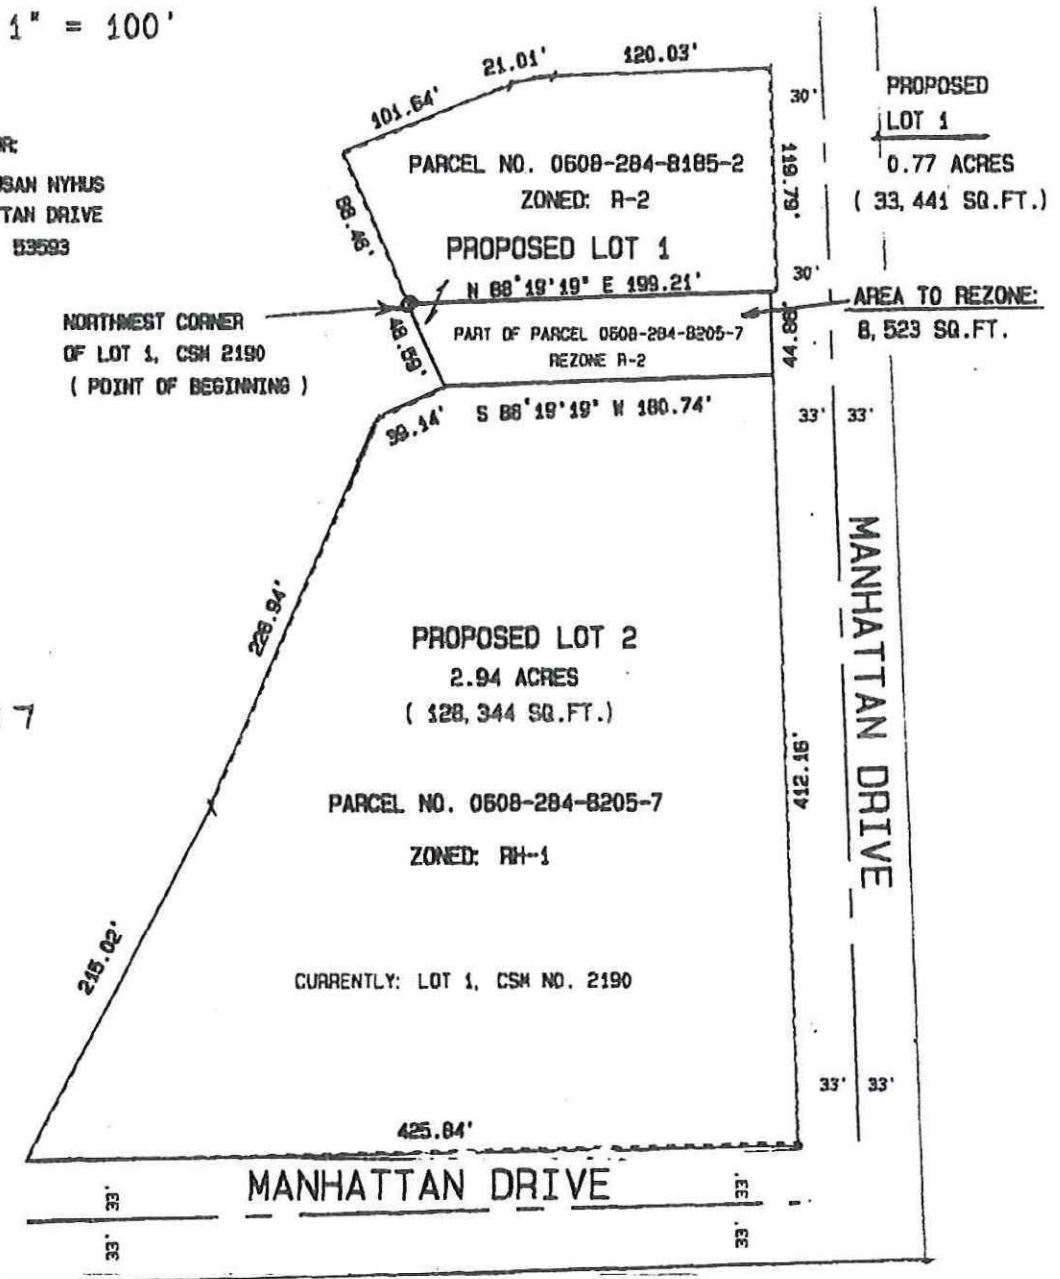 1" = 100'
21.01'
120.03'
101.64'
30'
PROPOSED
LOT 1
0.77 ACRES
( 33,441 SQ.FT.)
SAN NYHUS
TAN DRIVE
53593
PARCEL NO. 0608-284-8185-2
ZONED: R-2
119.79'
88.46'
PROPOSED LOT 1
N 88°19'19" E 199.21'
30'
AREA TO REZONE:
8,523 SQ.FT.
NORTHWEST CORNER
OF LOT 1, CSM 2190
( POINT OF BEGINNING )
48.59'
PART OF PARCEL 0608-284-8205-7
REZONE R-2
44.88'
39.14'
S 88°19'19" W 180.74'
33' 33'
MANHATTAN DRIVE
226.94'
PROPOSED LOT 2
2.94 ACRES
( 128,344 SQ.FT.)
7
412.16'
PARCEL NO. 0608-284-8205-7
ZONED: RH-1
215.02'
CURRENTLY: LOT 1, CSM NO. 2190
33' 33'
425.84'
MANHATTAN DRIVE
33'
33'
33'
33'